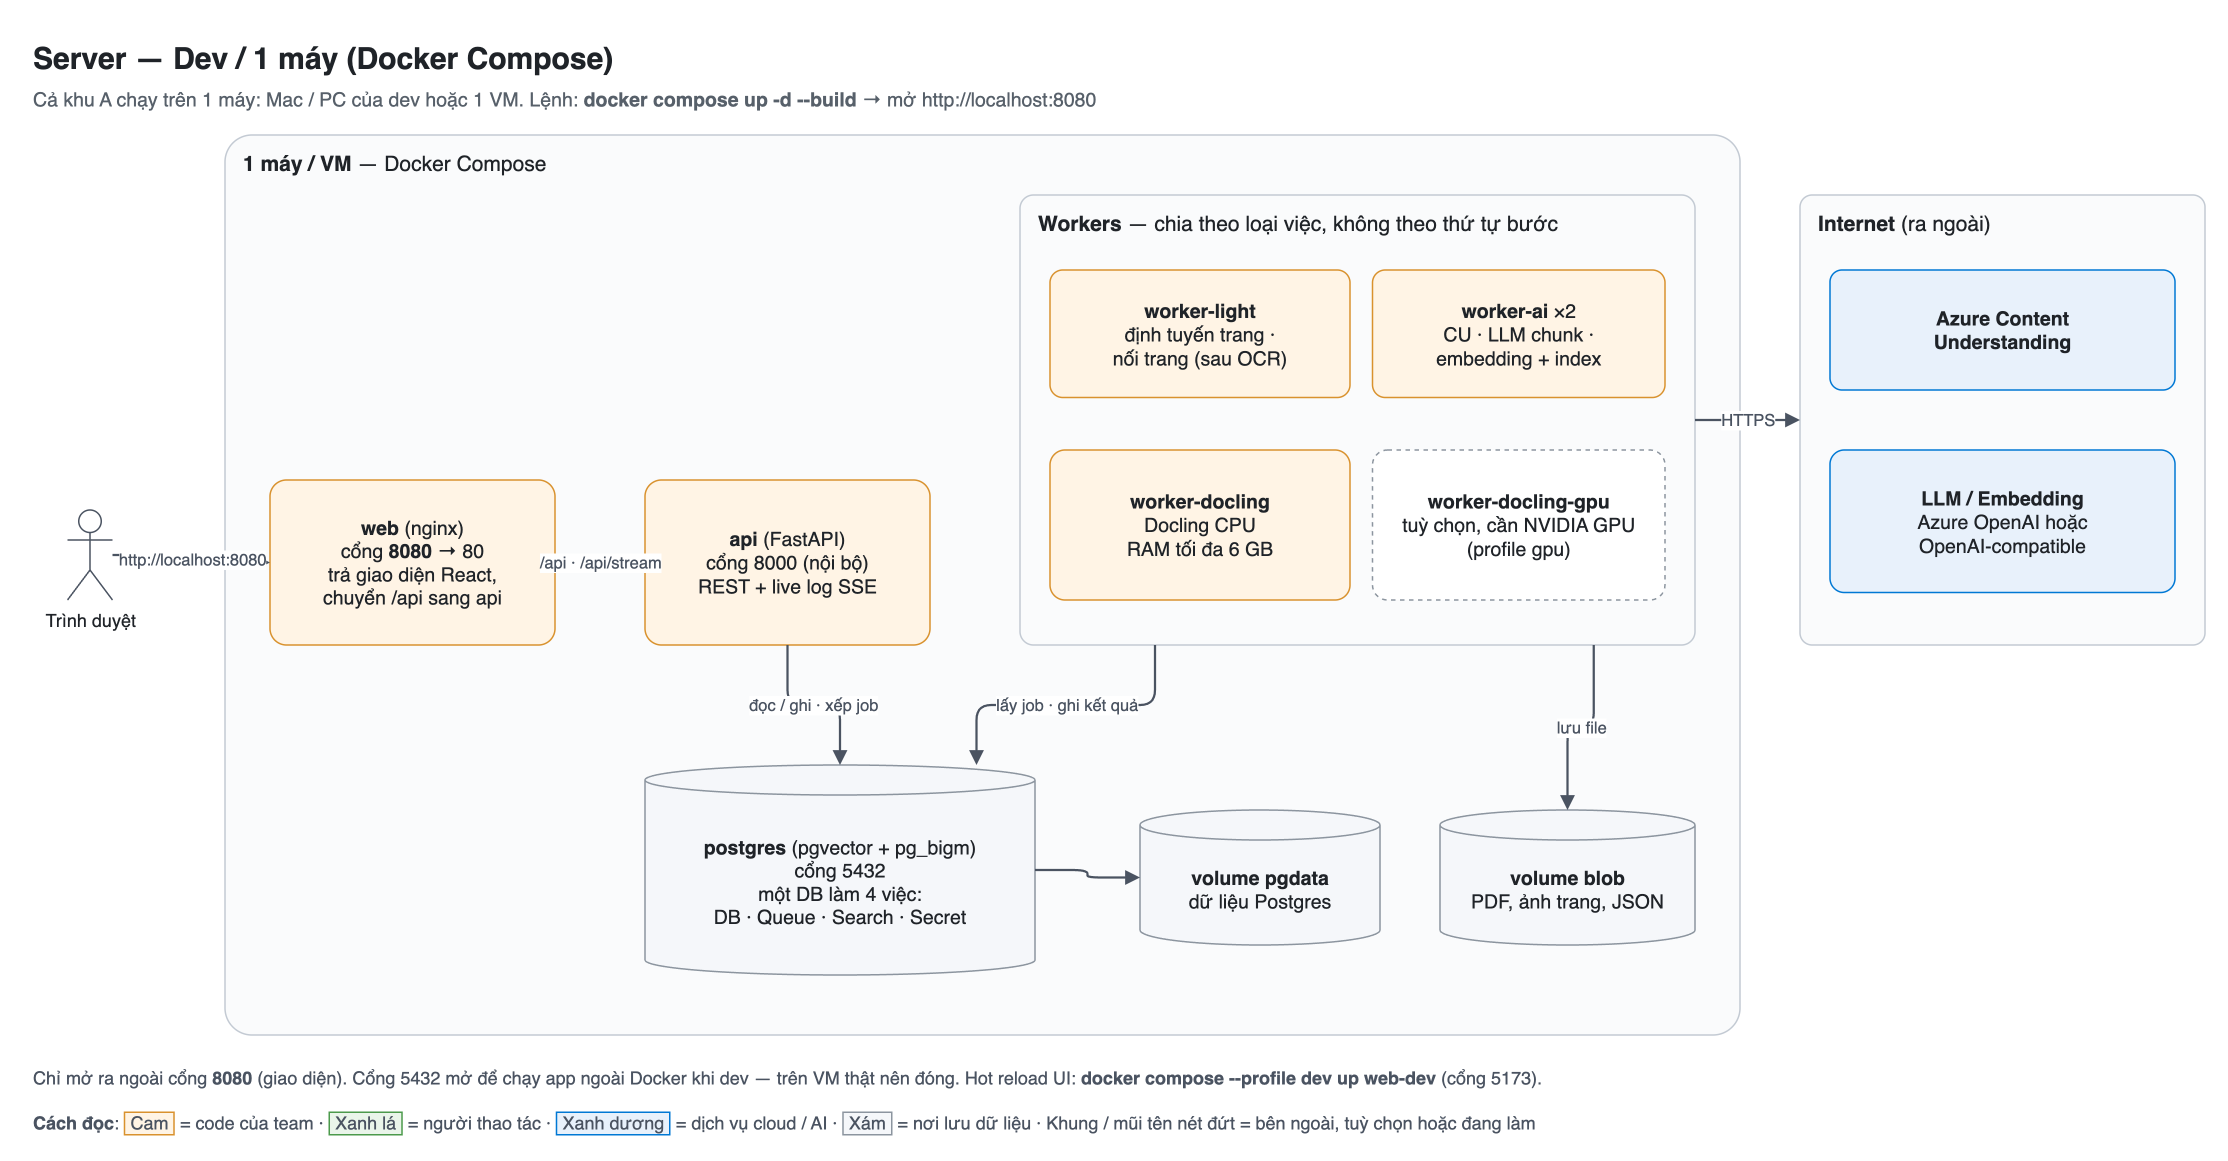 Server — Dev / 1 máy (Docker Compose)
Cả khu A chạy trên 1 máy: Mac / PC của dev hoặc 1 VM. Lệnh: docker compose up -d --build → mở http://localhost:8080
1 máy / VM — Docker Compose
Workers — chia theo loại việc, không theo thứ tự bước
Internet (ra ngoài)
worker-light
định tuyến trang ·
nối trang (sau OCR)
worker-ai ×2
CU · LLM chunk ·
embedding + index
Azure Content
Understanding
HTTPS
worker-docling
Docling CPU
RAM tối đa 6 GB
worker-docling-gpu
tuỳ chọn, cần NVIDIA GPU
(profile gpu)
LLM / Embedding
Azure OpenAI hoặc
OpenAI-compatible
Trình duyệt
http://localhost:8080
web (nginx)
cổng 8080 → 80
trả giao diện React,
chuyển /api sang api
/api · /api/stream
api (FastAPI)
cổng 8000 (nội bộ)
REST + live log SSE
đọc / ghi · xếp job
lấy job · ghi kết quả
lưu file
postgres (pgvector + pg_bigm)
cổng 5432
một DB làm 4 việc:
DB · Queue · Search · Secret
volume pgdata
dữ liệu Postgres
volume blob
PDF, ảnh trang, JSON
Chỉ mở ra ngoài cổng 8080 (giao diện). Cổng 5432 mở để chạy app ngoài Docker khi dev — trên VM thật nên đóng. Hot reload UI: docker compose --profile dev up web-dev (cổng 5173).
Cách đọc: Cam = code của team · Xanh lá = người thao tác · Xanh dương = dịch vụ cloud / AI · Xám = nơi lưu dữ liệu · Khung / mũi tên nét đứt = bên ngoài, tuỳ chọn hoặc đang làm